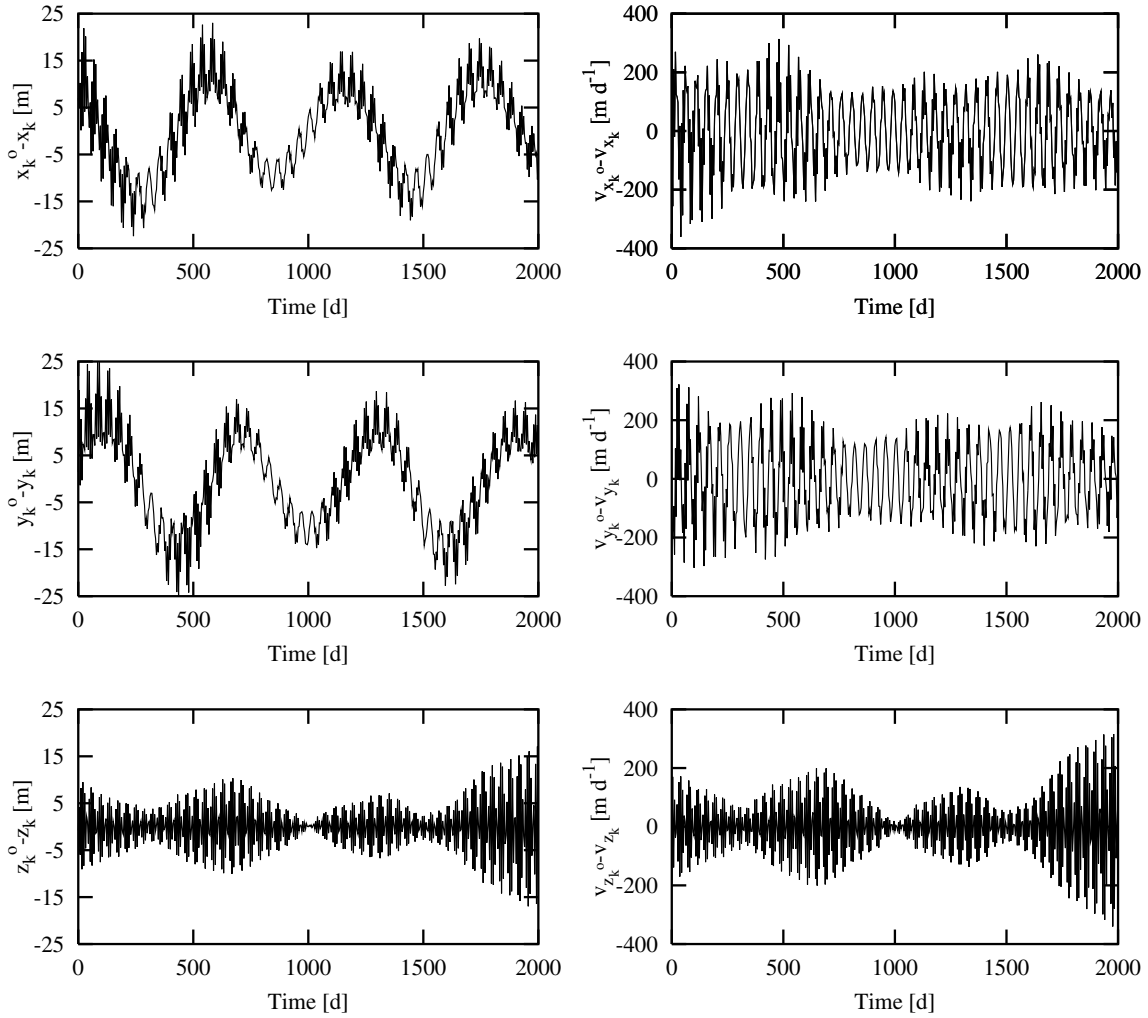 25
15
5
-5
-15
-25
x_k^o-x_k [m]
0 500 1000 1500 2000
Time [d]
400
200
0
-200
-400
v_{x_k^o}-v_{x_k} [m d^{-1}]
0 500 1000 1500 2000
Time [d]
25
15
5
-5
-15
-25
y_k^o-y_k [m]
0 500 1000 1500 2000
Time [d]
400
200
0
-200
-400
v_{y_k^o}-v_{y_k} [m d^{-1}]
0 500 1000 1500 2000
Time [d]
25
15
5
-5
-15
-25
z_k^o-z_k [m]
0 500 1000 1500 2000
Time [d]
400
200
0
-200
-400
v_{z_k^o}-v_{z_k} [m d^{-1}]
0 500 1000 1500 2000
Time [d]